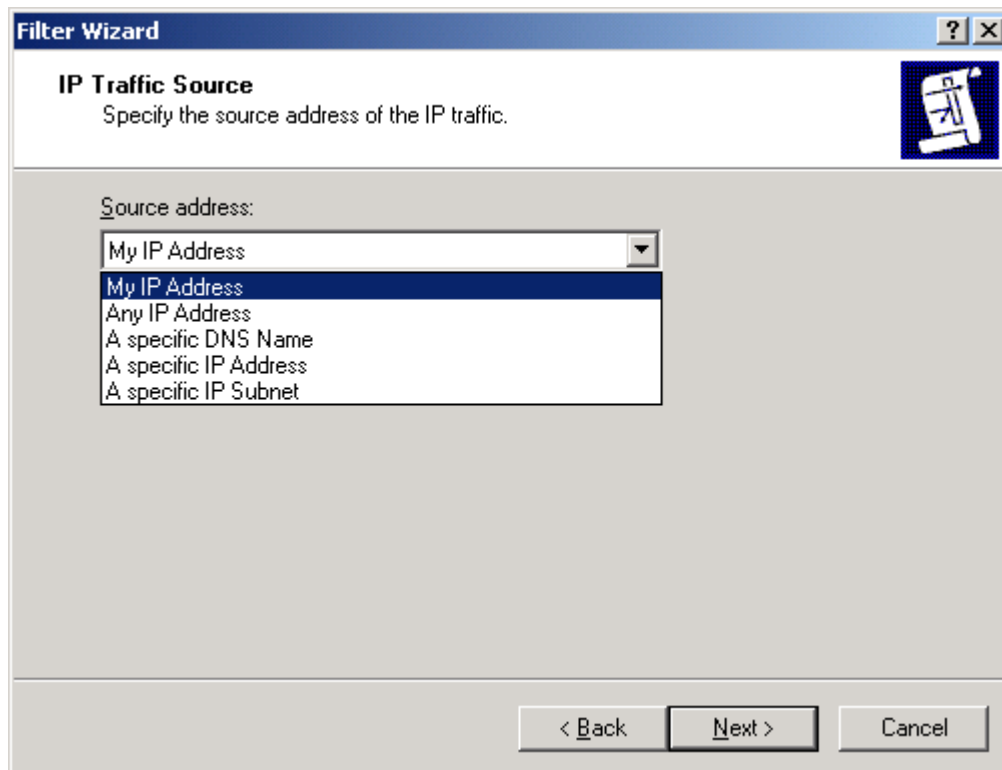 Filter Wizard
IP Traffic Source
Specify the source address of the IP traffic.
Source address:
My IP Address
My IP Address
Any IP Address
A specific DNS Name
A specific IP Address
A specific IP Subnet
< Back Next > Cancel